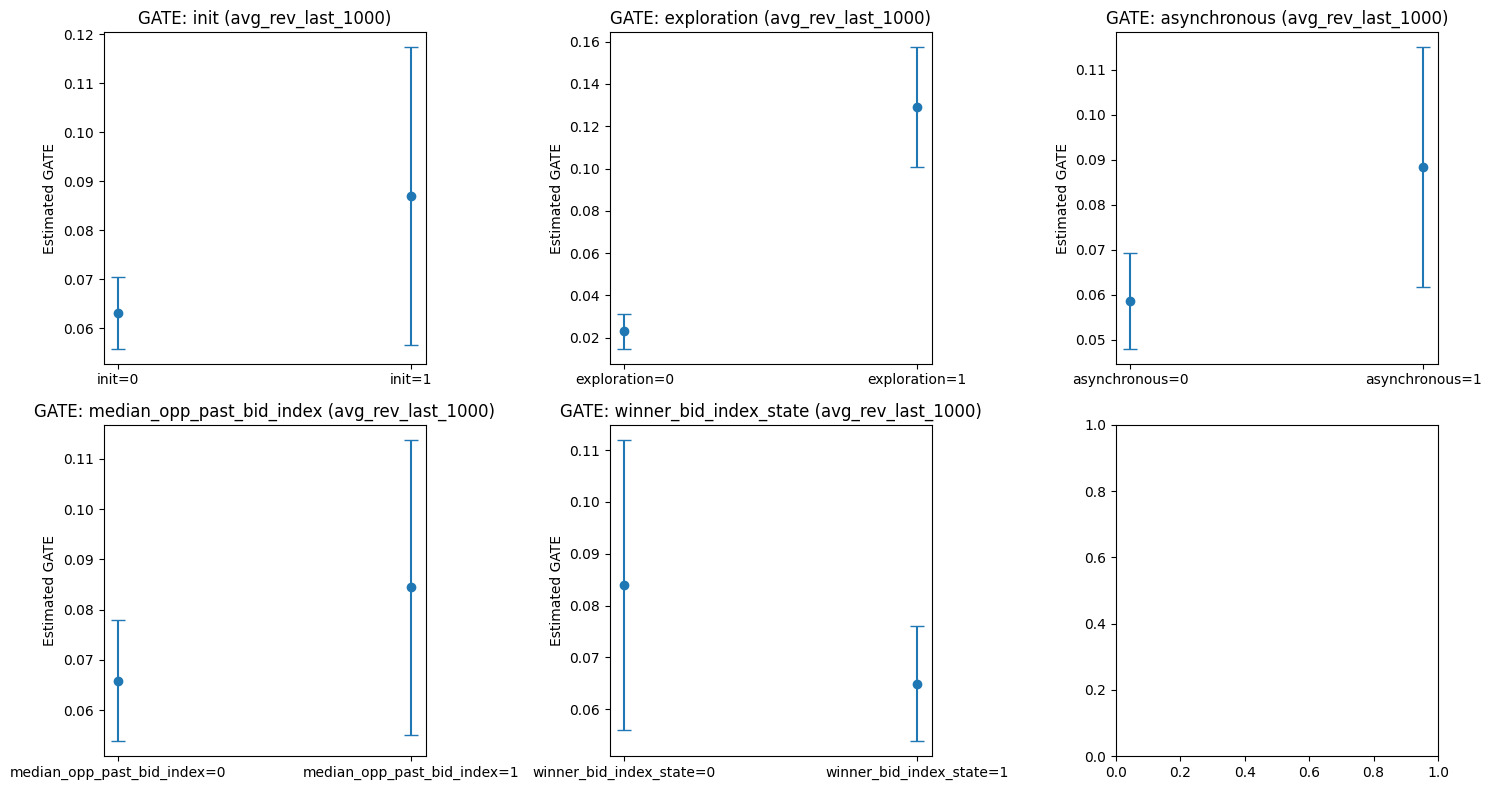 GATE: init (avg_rev_last_1000)
Estimated GATE
0.12
0.11
0.10
0.09
0.08
0.07
0.06
init=0
init=1
GATE: exploration (avg_rev_last_1000)
Estimated GATE
0.16
0.14
0.12
0.10
0.08
0.06
0.04
0.02
exploration=0
exploration=1
GATE: asynchronous (avg_rev_last_1000)
Estimated GATE
0.11
0.10
0.09
0.08
0.07
0.06
0.05
asynchronous=0
asynchronous=1
GATE: median_opp_past_bid_index (avg_rev_last_1000)
Estimated GATE
0.11
0.10
0.09
0.08
0.07
0.06
median_opp_past_bid_index=0
median_opp_past_bid_index=1
GATE: winner_bid_index_state (avg_rev_last_1000)
Estimated GATE
0.11
0.10
0.09
0.08
0.07
0.06
winner_bid_index_state=0
winner_bid_index_state=1
1.0
0.8
0.6
0.4
0.2
0.0
0.0 0.2 0.4 0.6 0.8 1.0